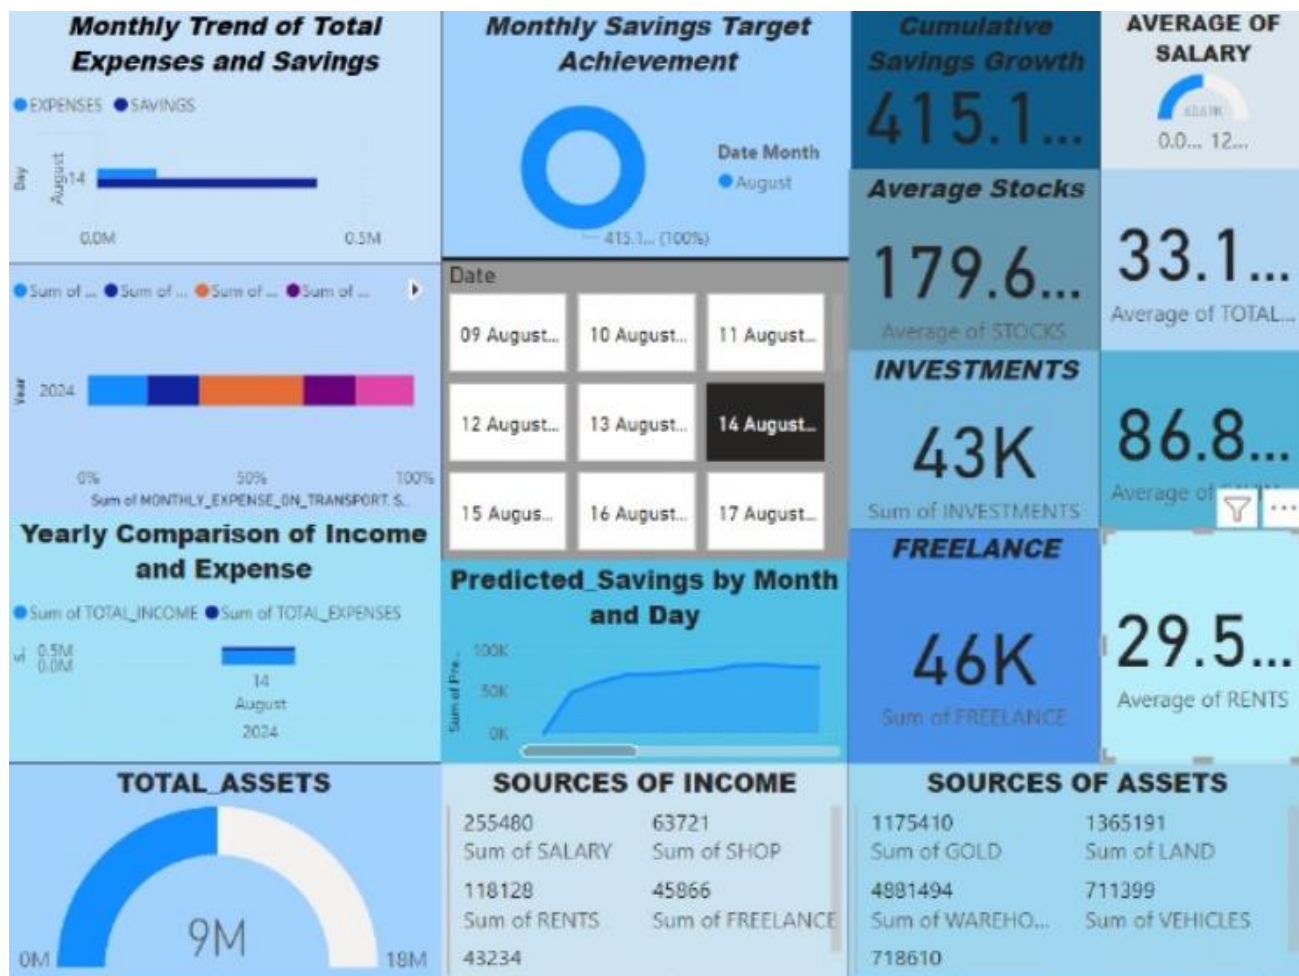 Monthly Trend of Total
Expenses and Savings
EXPENSES SAVINGS
Day
August
14
0.0M 0.5M
Monthly Savings Target
Achievement
Date Month
August
415.1... (100%)
Cumulative
Savings Growth
415.1...
AVERAGE OF
SALARY
0.0... 12...
Average Stocks
179.6...
Average of STOCKS
33.1...
Average of TOTAL...
Sum of ... Sum of ... Sum of ... Sum of ...
Year
2024
0% 50% 100%
Sum of MONTHLY_EXPENSE_ON_TRANSPORT. S..
Date
09 August... 10 August... 11 August...
12 August... 13 August... 14 August...
15 Augus... 16 August... 17 August...
INVESTMENTS
43K
Sum of INVESTMENTS
86.8...
Average of
Yearly Comparison of Income
and Expense
Sum of TOTAL_INCOME Sum of TOTAL_EXPENSES
0.5M
0.0M
14
August
2024
Predicted_Savings by Month
and Day
Sum of Pre...
100K
50K
0K
FREELANCE
46K
Sum of FREELANCE
29.5...
Average of RENTS
TOTAL_ASSETS
9M
0M 18M
SOURCES OF INCOME
255480 63721
Sum of SALARY Sum of SHOP
118128 45866
Sum of RENTS Sum of FREELANCE
43234
SOURCES OF ASSETS
1175410 1365191
Sum of GOLD Sum of LAND
4881494 711399
Sum of WAREHO... Sum of VEHICLES
718610